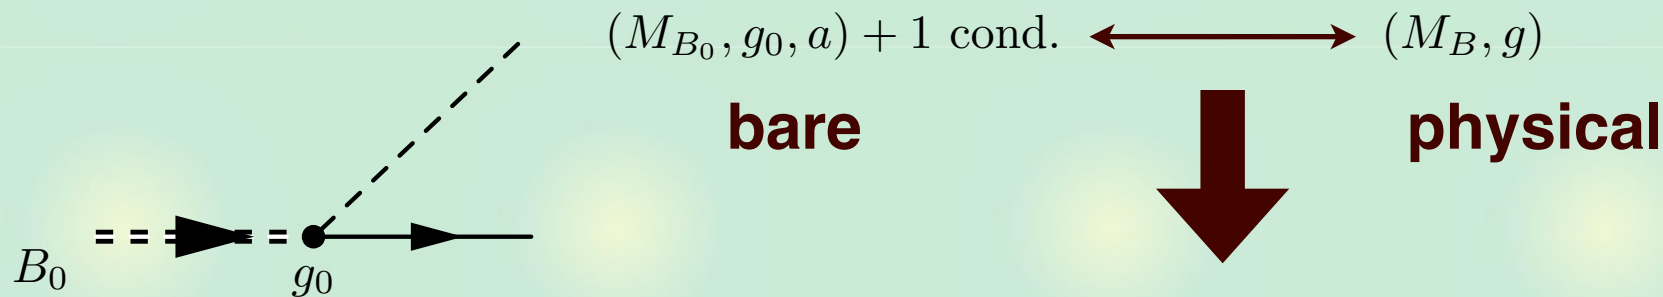 $(M_{B_0}, g_0, a) + 1$ cond. ⟷ $(M_B, g)$
bare physical
$B_0$
$g_0$